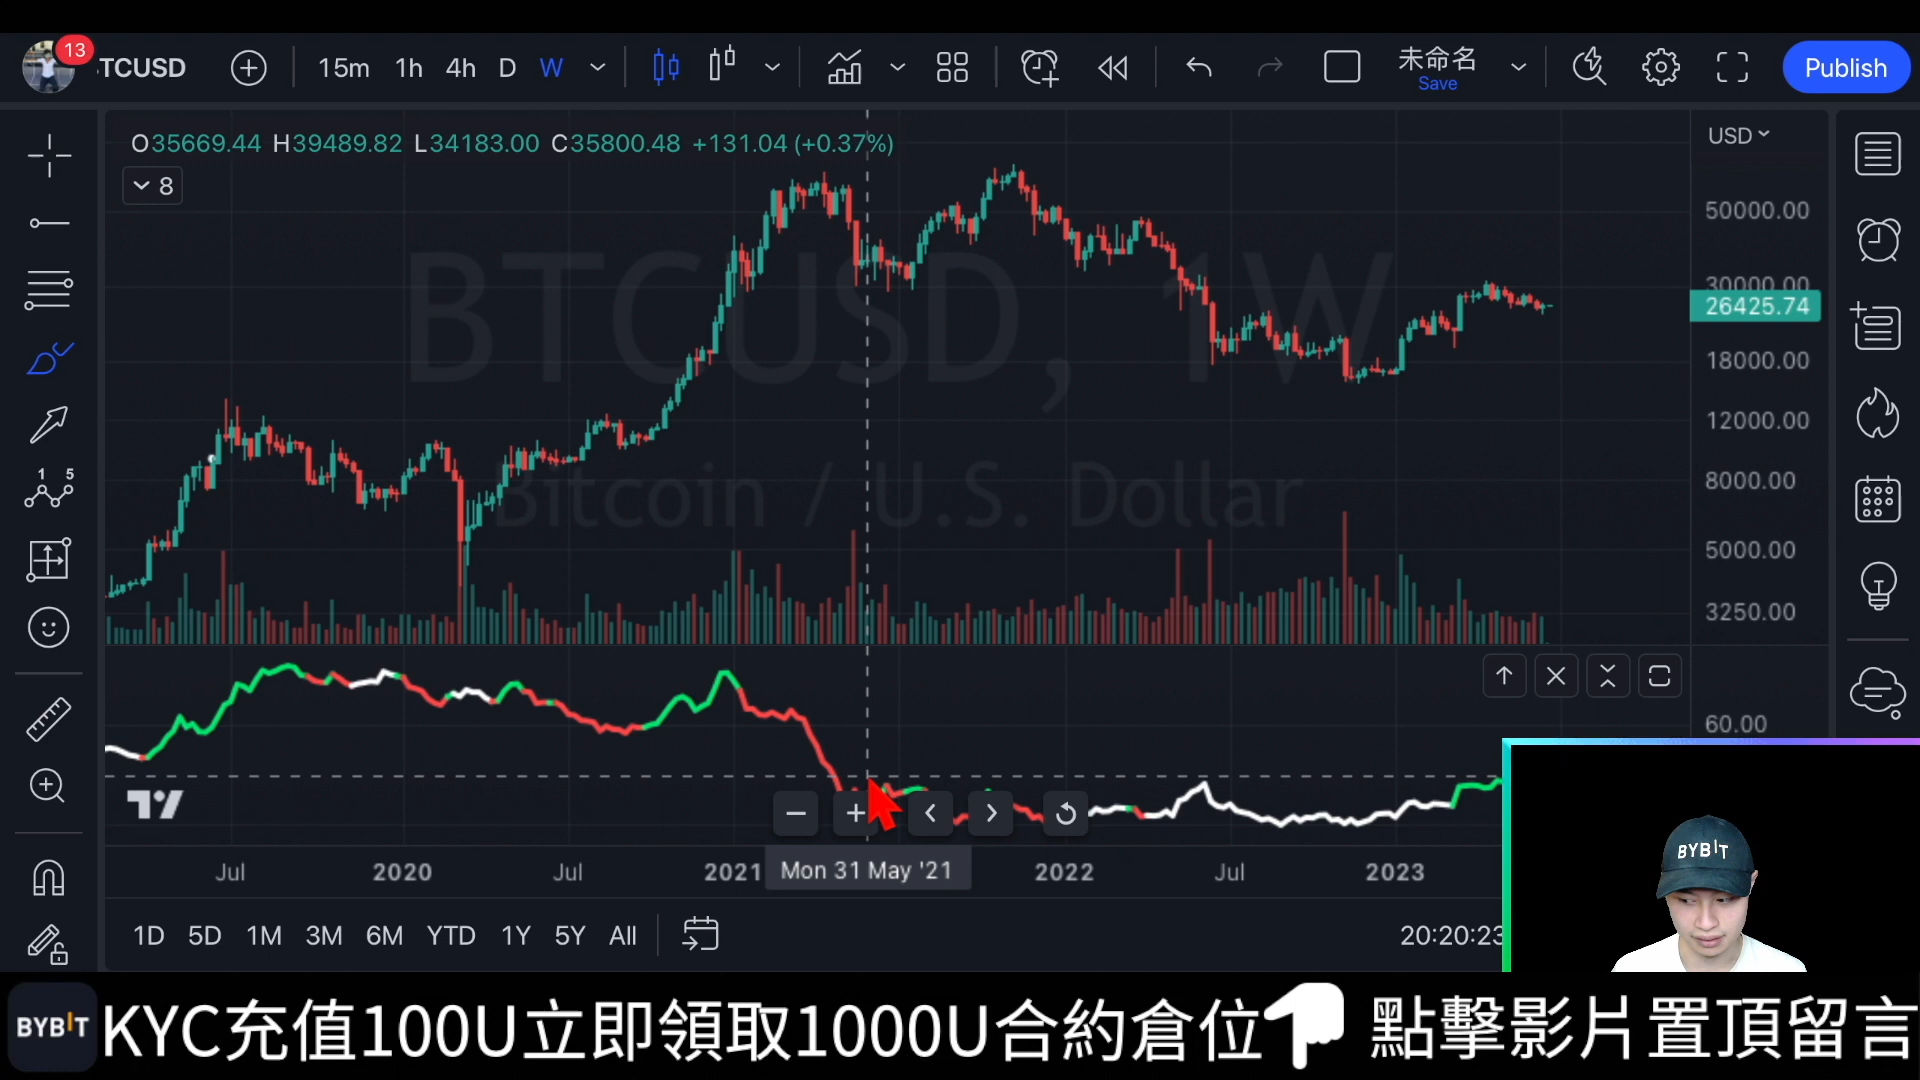 13
TCUSD
15m 1h 4h D W
未命名
Save
Publish
O35669.44 H39489.82 L34183.00 C35800.48 +131.04 (+0.37%)
USD
8
50000.00
30000.00
26425.74
18000.00
12000.00
8000.00
5000.00
3250.00
BTCUSD, 1W
Bitcoin / U.S. Dollar
1 5
60.00
Jul 2020 Jul 2021 Mon 31 May '21 2022 Jul 2023
1D 5D 1M 3M 6M YTD 1Y 5Y All
20:20:23
BYBIT
BYBIT KYC充值100U立即領取1000U合約倉位 點擊影片置頂留言